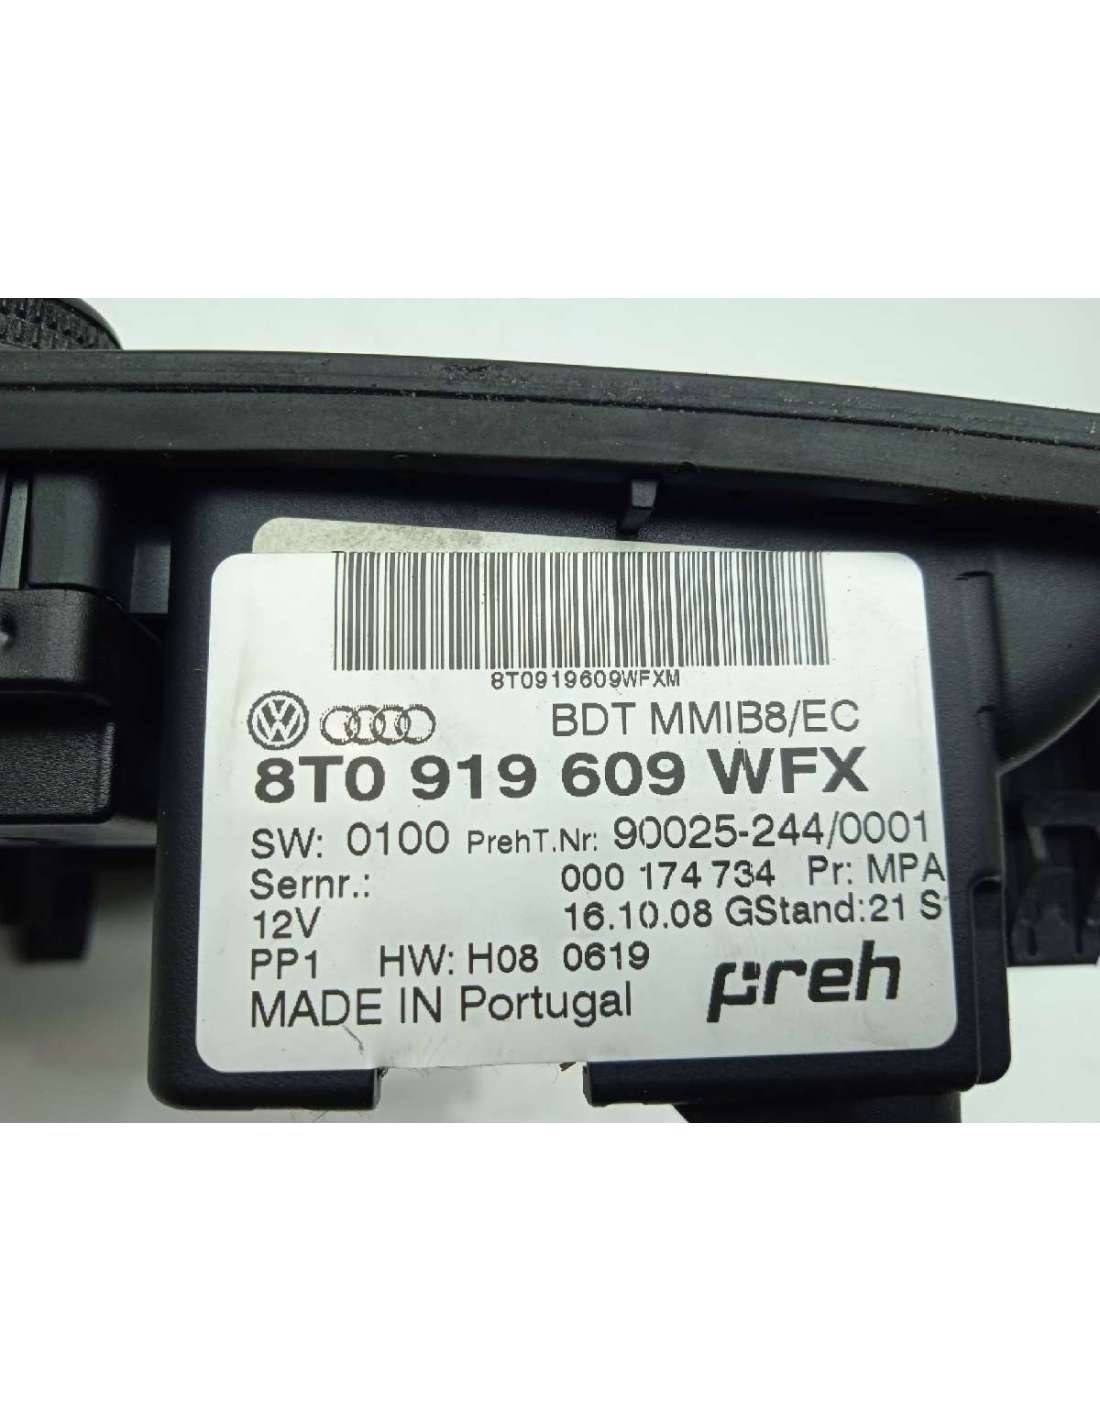 8T0919609WFXM
BDT MMIB8/EC
8T0 919 609 WFX
SW: 0100 PrehT.Nr: 90025-244/0001
Sernr.: 000 174 734 Pr: MPA
12V 16.10.08 GStand:21 S
PP1 HW: H08 0619
MADE IN Portugal preh